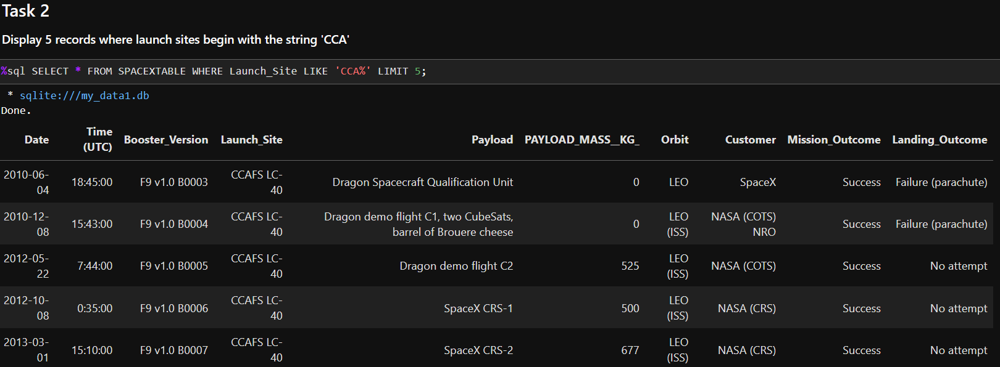 Task 2
Display 5 records where launch sites begin with the string 'CCA'
%sql SELECT * FROM SPACEXTABLE WHERE Launch_Site LIKE 'CCA%' LIMIT 5;
* sqlite:///my_data1.db
Done.
Date Time (UTC) Booster_Version Launch_Site Payload PAYLOAD_MASS__KG_ Orbit Customer Mission_Outcome Landing_Outcome
2010-06-04 18:45:00 F9 v1.0 B0003 CCAFS LC-40 Dragon Spacecraft Qualification Unit 0 LEO SpaceX Success Failure (parachute)
2010-12-08 15:43:00 F9 v1.0 B0004 CCAFS LC-40 Dragon demo flight C1, two CubeSats, barrel of Brouere cheese 0 LEO (ISS) NASA (COTS) NRO Success Failure (parachute)
2012-05-22 7:44:00 F9 v1.0 B0005 CCAFS LC-40 Dragon demo flight C2 525 LEO (ISS) NASA (COTS) Success No attempt
2012-10-08 0:35:00 F9 v1.0 B0006 CCAFS LC-40 SpaceX CRS-1 500 LEO (ISS) NASA (CRS) Success No attempt
2013-03-01 15:10:00 F9 v1.0 B0007 CCAFS LC-40 SpaceX CRS-2 677 LEO (ISS) NASA (CRS) Success No attempt